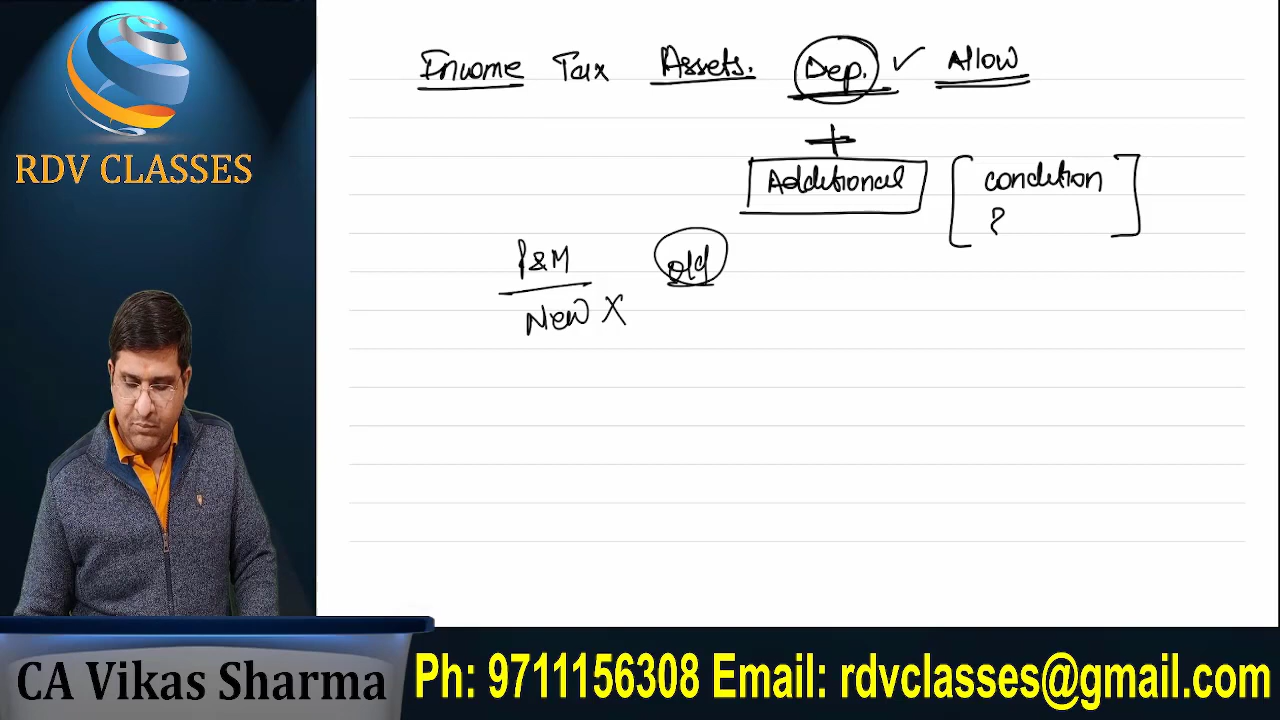 RDV CLASSES
Income Tax Assets. Dep. ✓ Allow
+
Additional [ condition ? ]
P&M old
New X
CA Vikas Sharma
Ph: 9711156308 Email: rdvclasses@gmail.com